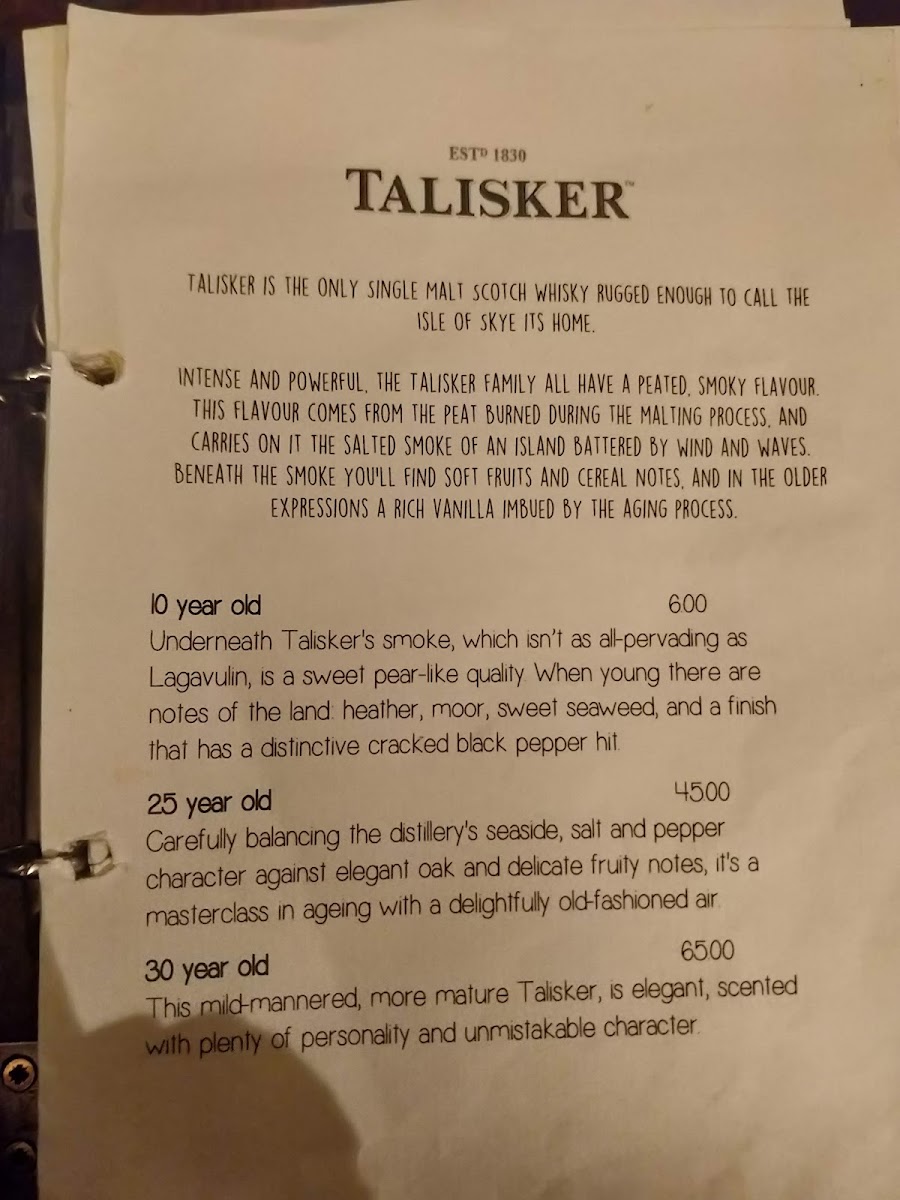 ESTD 1830
TALISKER™
TALISKER IS THE ONLY SINGLE MALT SCOTCH WHISKY RUGGED ENOUGH TO CALL THE
ISLE OF SKYE ITS HOME.
INTENSE AND POWERFUL, THE TALISKER FAMILY ALL HAVE A PEATED, SMOKY FLAVOUR.
THIS FLAVOUR COMES FROM THE PEAT BURNED DURING THE MALTING PROCESS, AND
CARRIES ON IT THE SALTED SMOKE OF AN ISLAND BATTERED BY WIND AND WAVES.
BENEATH THE SMOKE YOU'LL FIND SOFT FRUITS AND CEREAL NOTES, AND IN THE OLDER
EXPRESSIONS A RICH VANILLA IMBUED BY THE AGING PROCESS.
10 year old 6.00
Underneath Talisker's smoke, which isn't as all-pervading as
Lagavulin, is a sweet pear-like quality. When young there are
notes of the land: heather, moor, sweet seaweed, and a finish
that has a distinctive cracked black pepper hit.
25 year old 45.00
Carefully balancing the distillery's seaside, salt and pepper
character against elegant oak and delicate fruity notes, it's a
masterclass in ageing with a delightfully old-fashioned air.
30 year old 65.00
This mild-mannered, more mature Talisker, is elegant, scented
with plenty of personality and unmistakable character.